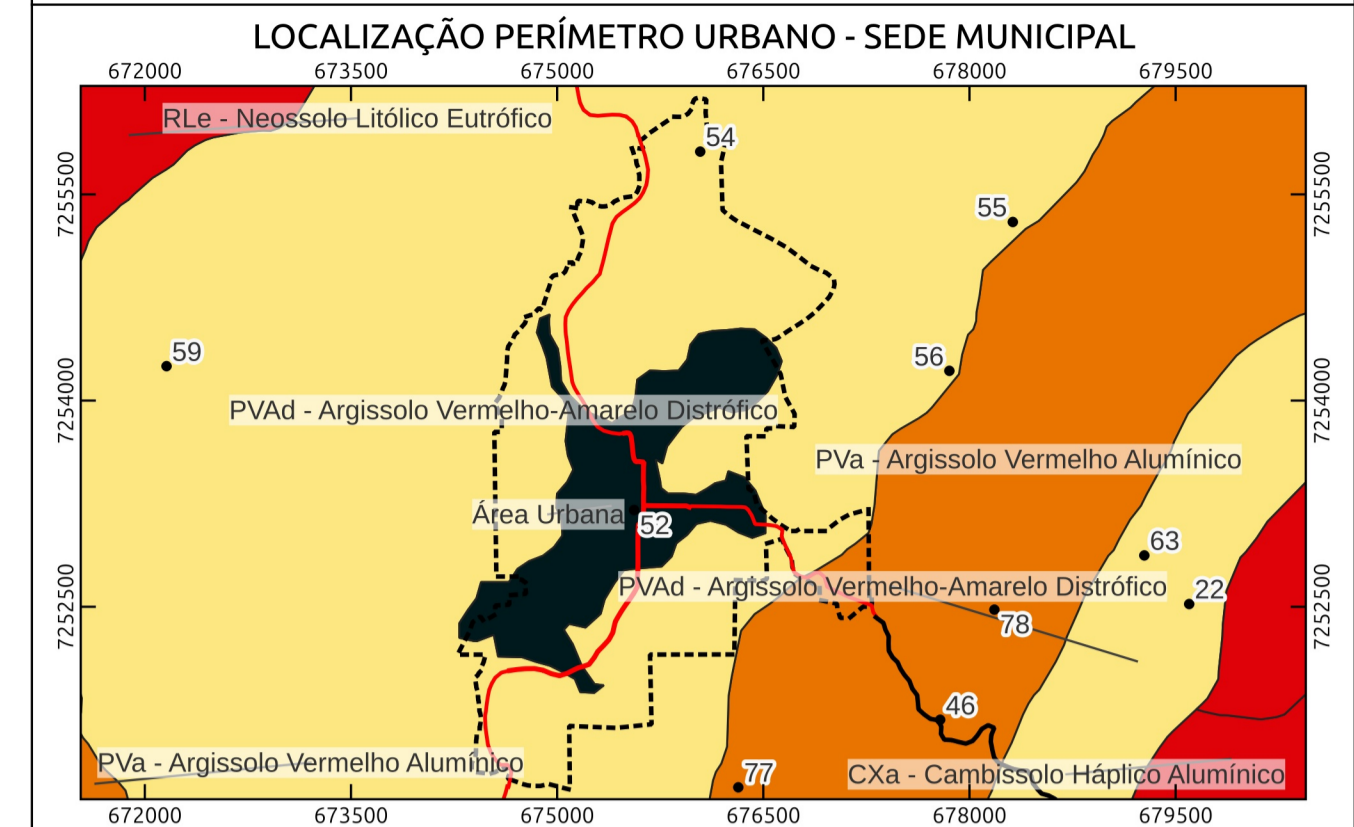 LOCALIZAÇÃO PERÍMETRO URBANO - SEDE MUNICIPAL
672000 673500 675000 676500 678000 679500
RLe - Neossolo Litólico Eutrófico
54
7255500
7255500
55
59
56
7254000
7254000
PVAd - Argissolo Vermelho-Amarelo Distrófico
PVa - Argissolo Vermelho Alumínico
Área Urbana
52
63
PVAd - Argissolo Vermelho-Amarelo Distrófico
22
7252500
7252500
78
46
PVa - Argissolo Vermelho Alumínico
77
CXa - Cambissolo Háplico Alumínico
672000 673500 675000 676500 678000 679500